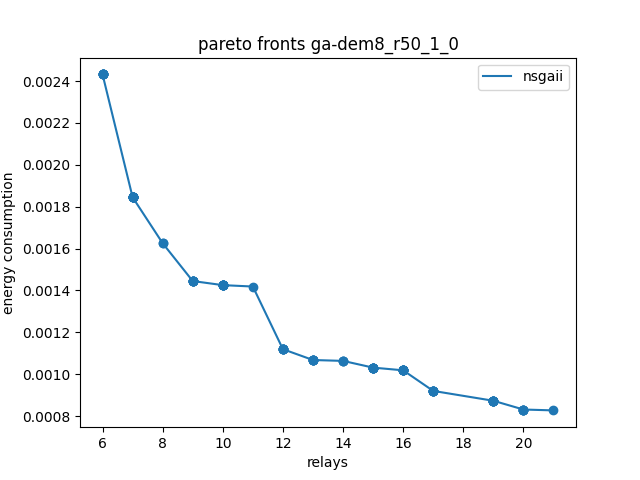 pareto fronts ga-dem8_r50_1_0
nsgaii
energy consumption
0.0024
0.0022
0.0020
0.0018
0.0016
0.0014
0.0012
0.0010
0.0008
6 8 10 12 14 16 18 20
relays